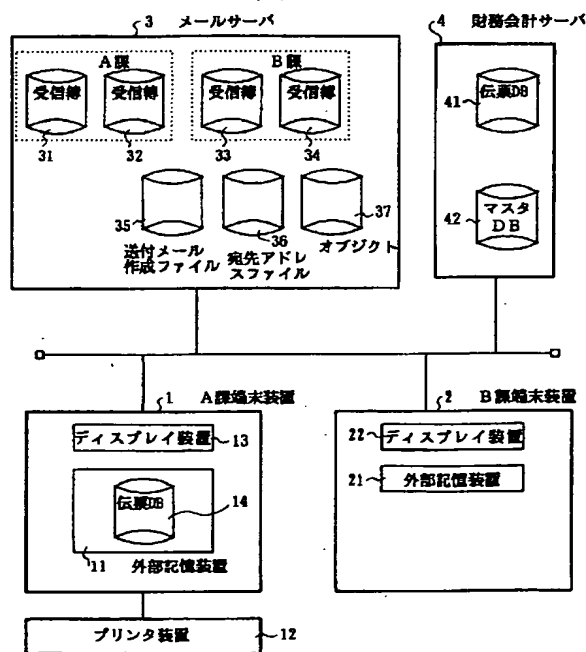 3 メールサーバ
4 財務会計サーバ
A課
B課
受信簿
受信簿
受信簿
受信簿
31
32
33
34
伝票DB
41
マスタ
DB
42
35
36
37
送付メール
作成ファイル
宛先アドレ
スファイル
オブジェクト
1 A課端末装置
2 B課端末装置
ディスプレイ装置
13
22
ディスプレイ装置
伝票DB
14
21
外部記憶装置
11
外部記憶装置
プリンタ装置
12